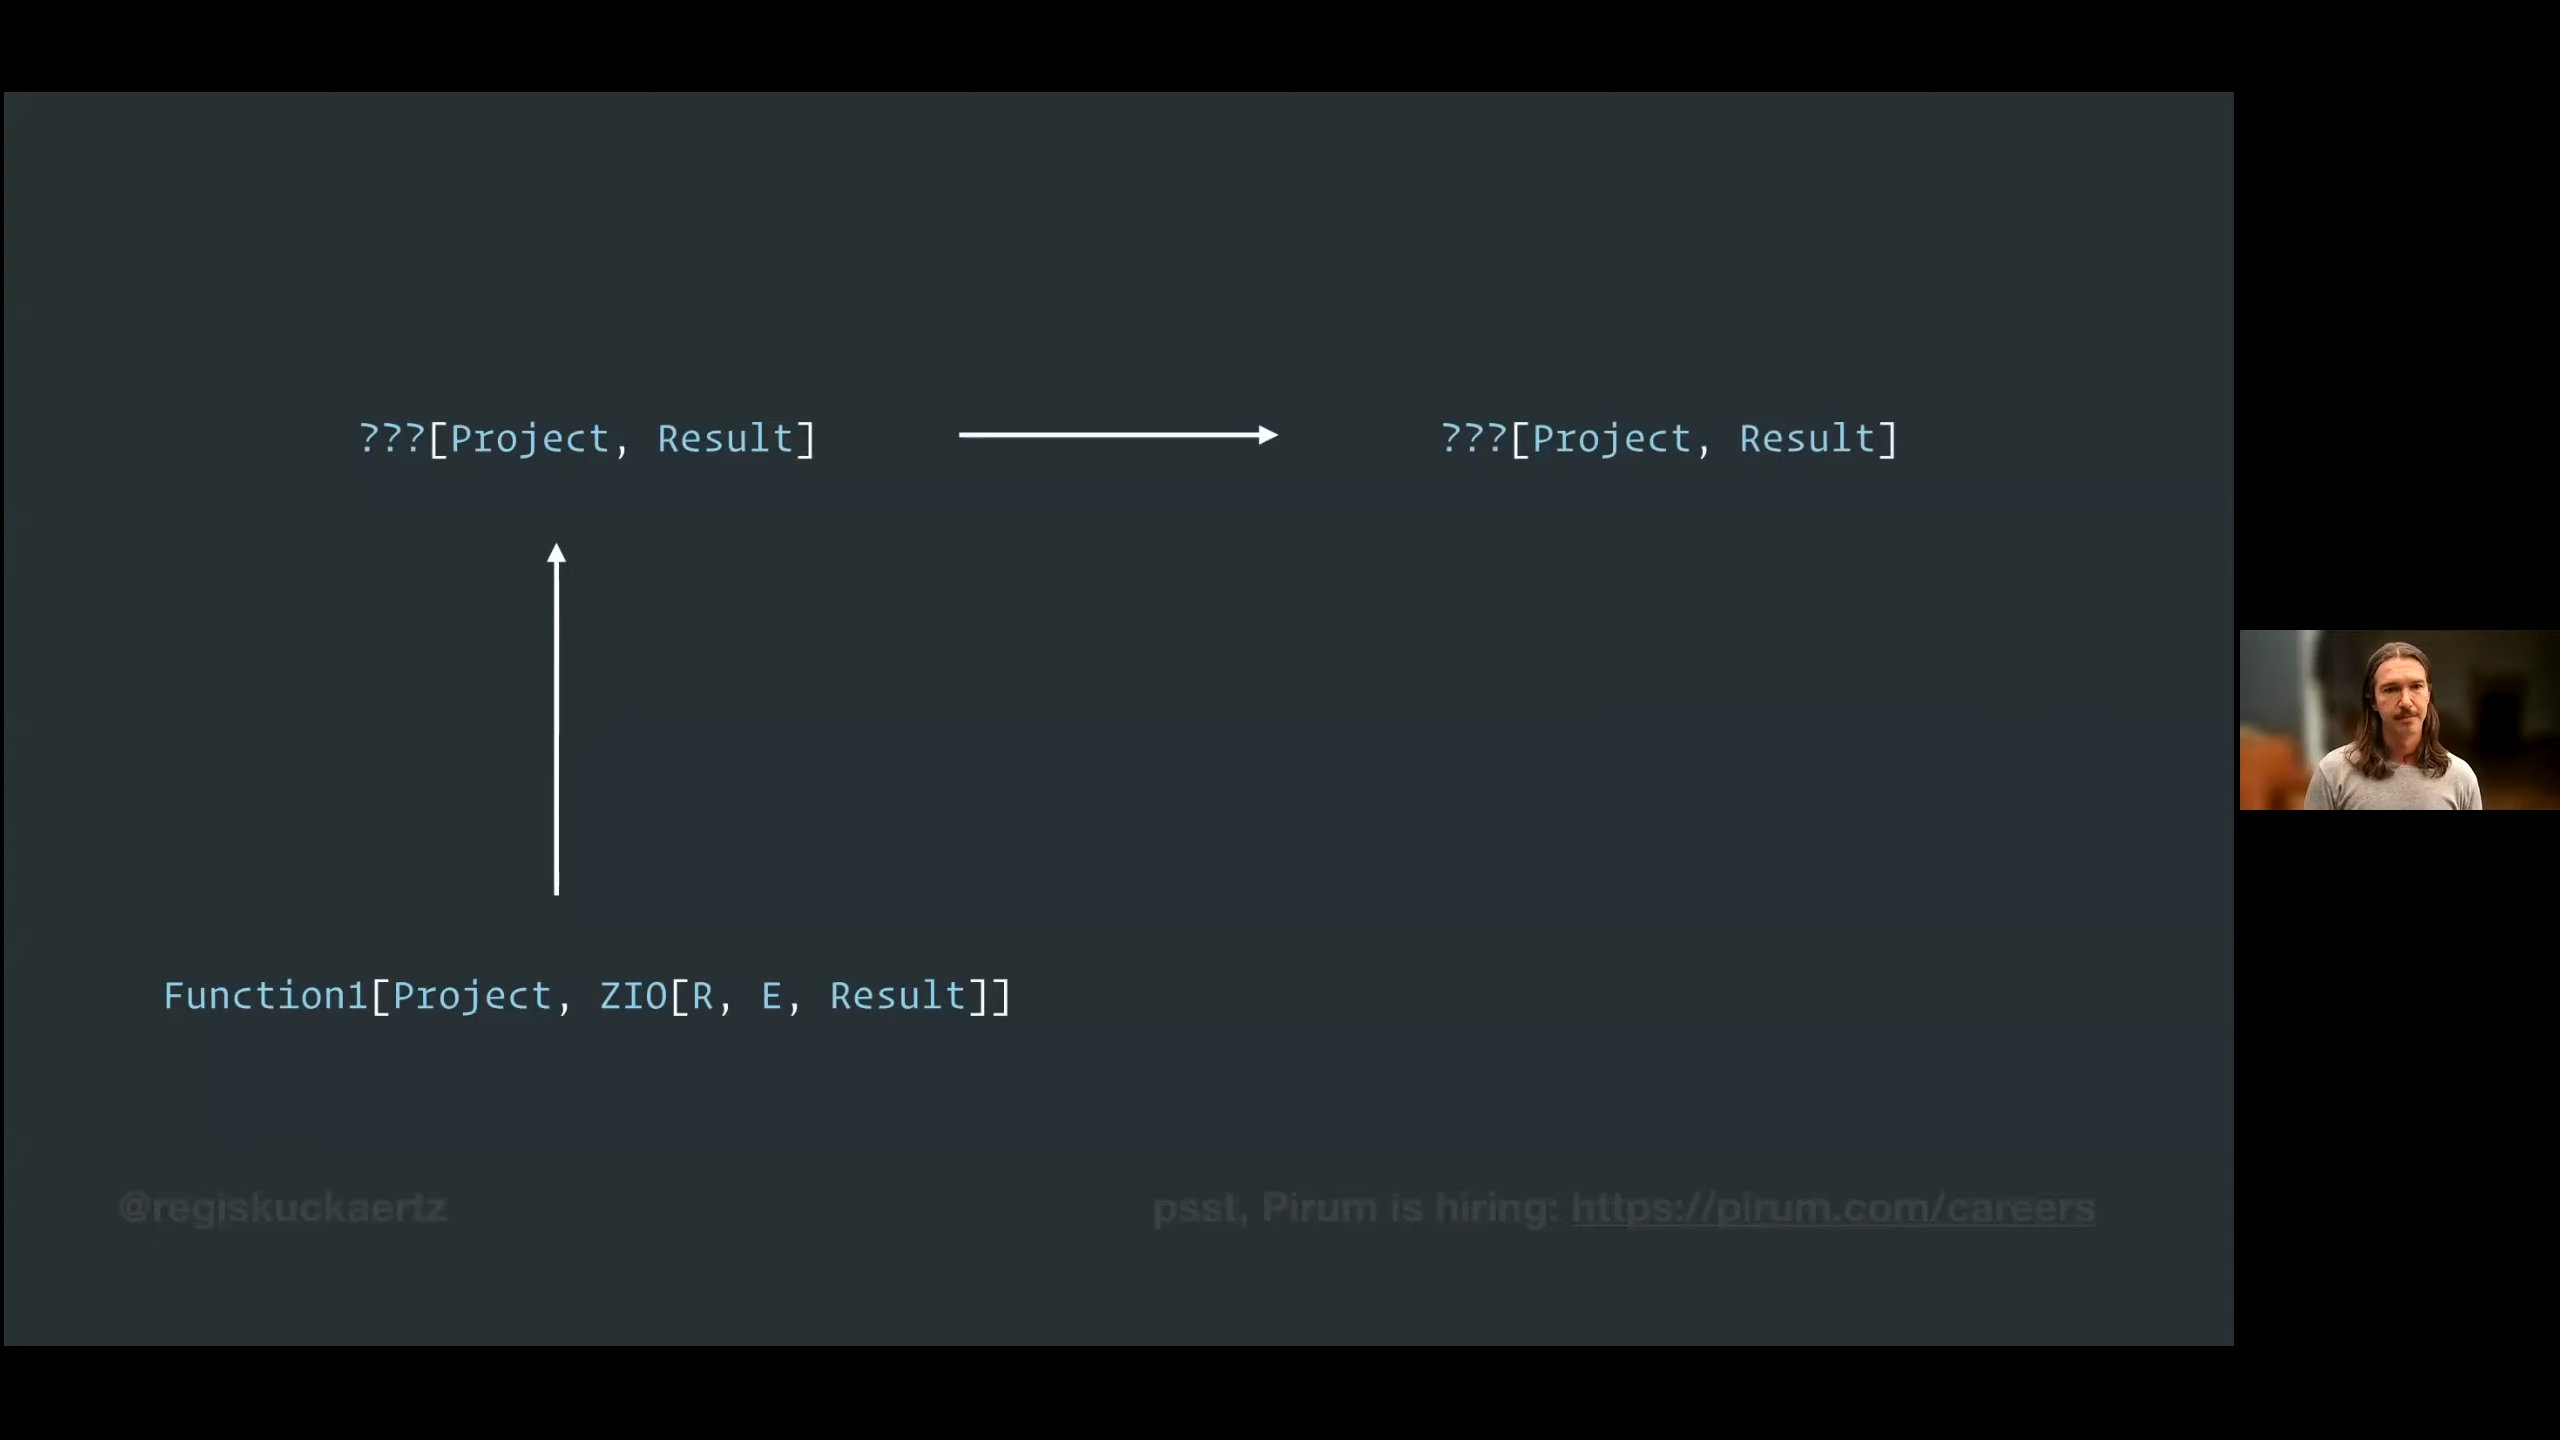 ???[Project, Result]
???[Project, Result]
Function1[Project, ZIO[R, E, Result]]
@regiskuckaertz
psst, Pirum is hiring: https://pirum.com/careers